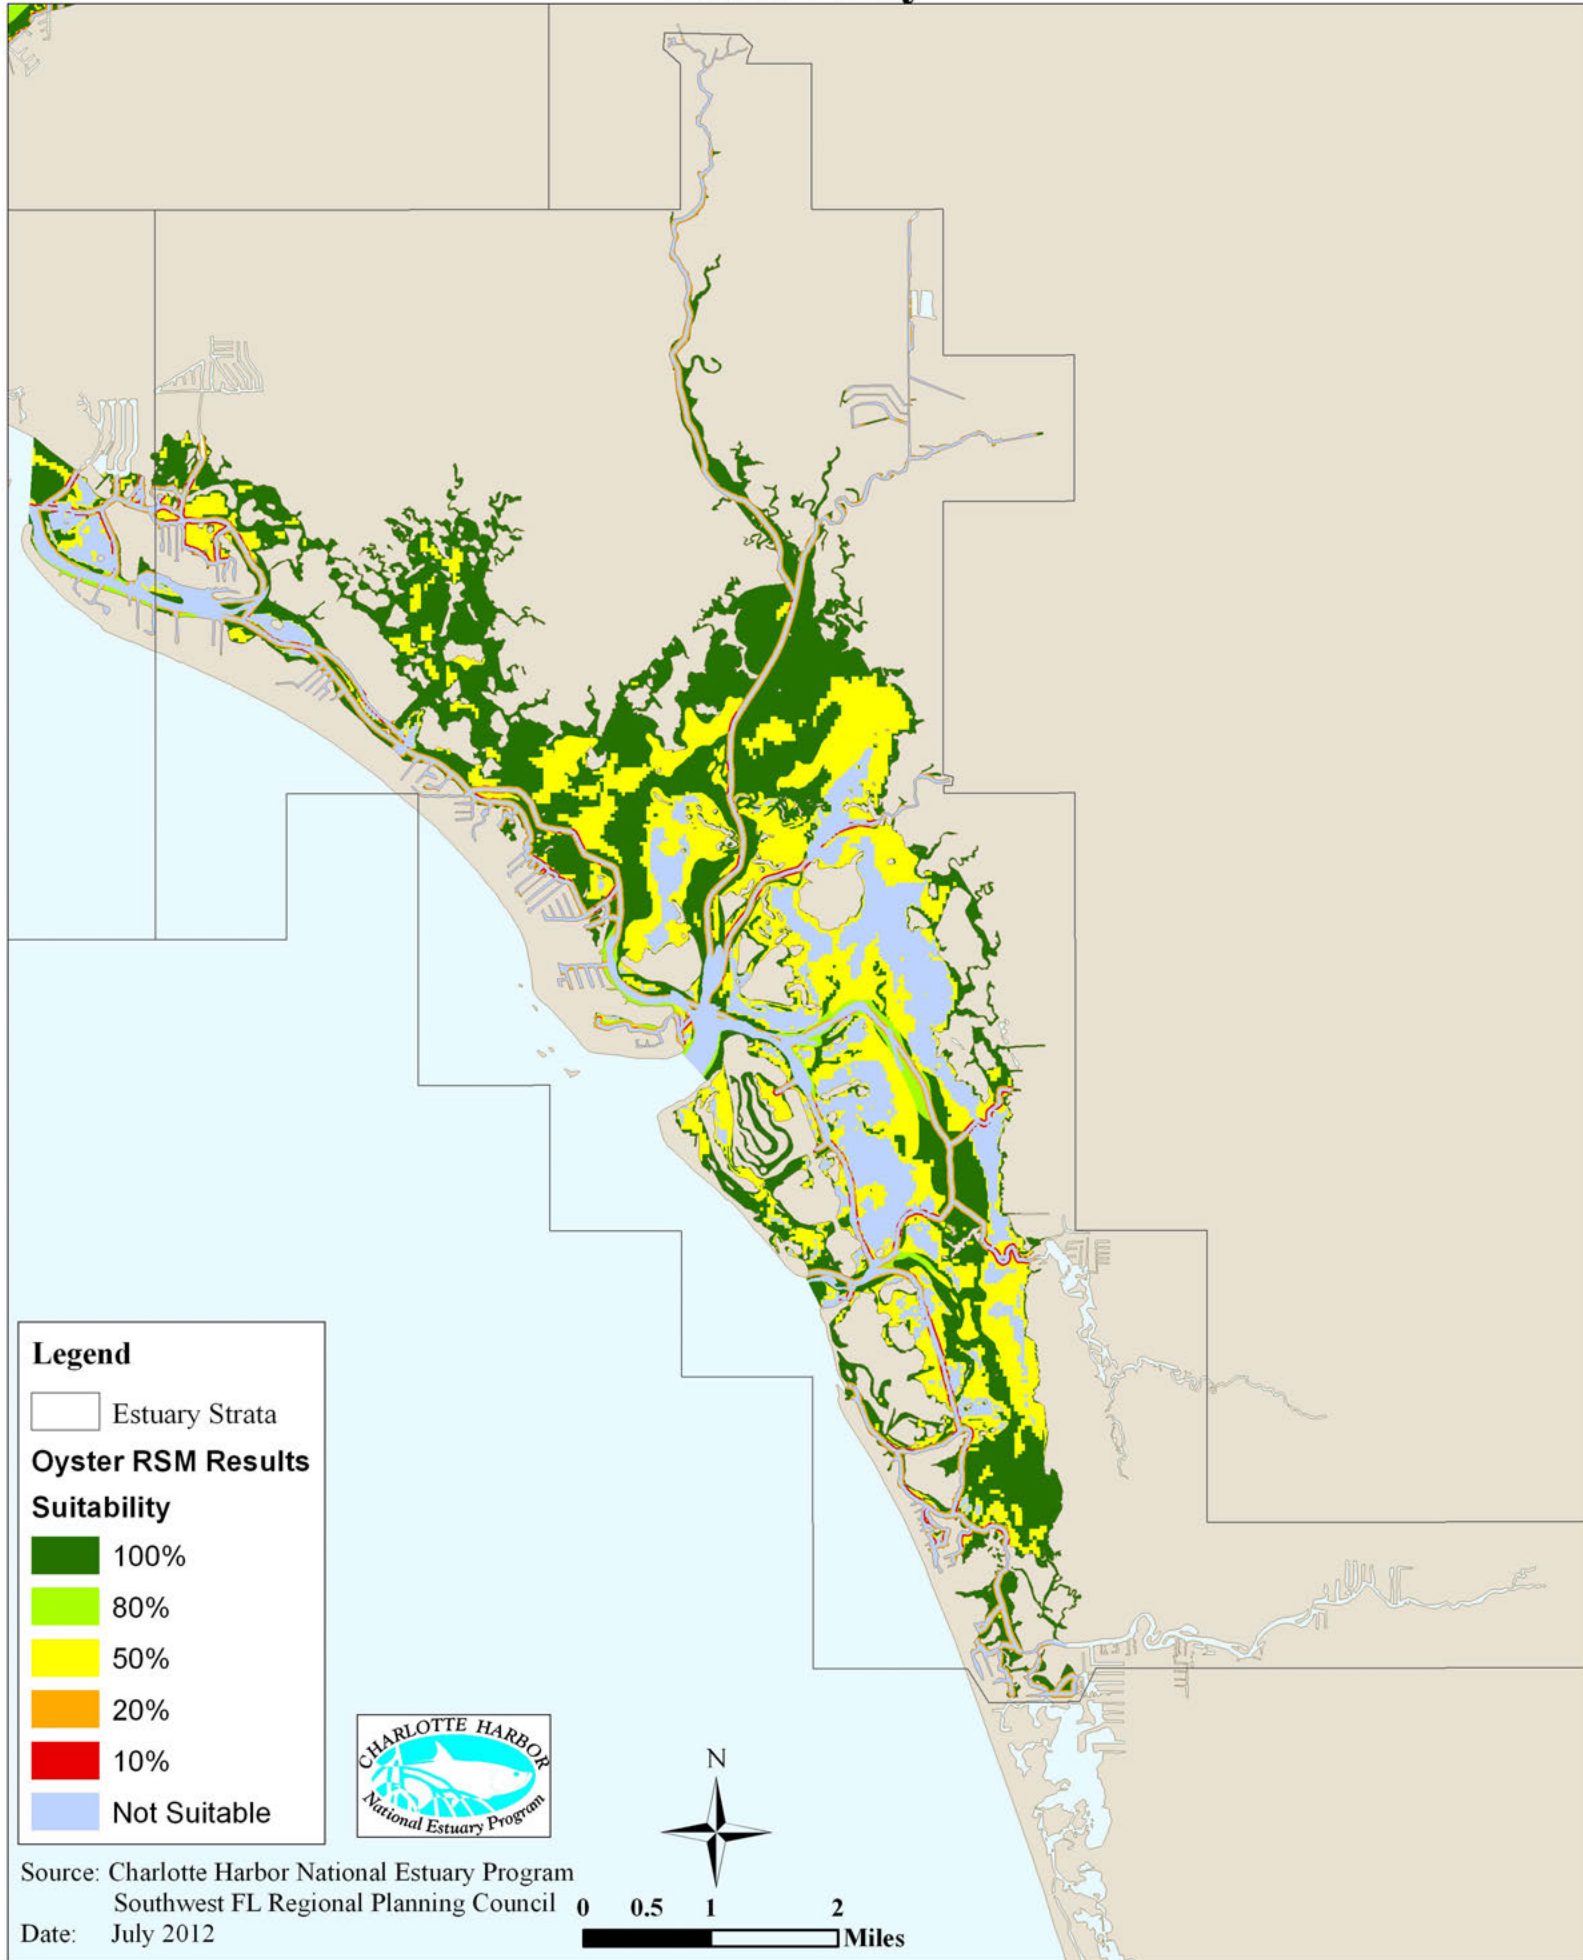 Legend
Estuary Strata
Oyster RSM Results
Suitability
100%
80%
50%
20%
10%
Not Suitable
CHARLOTTE HARBOR
National Estuary Program
N
Source: Charlotte Harbor National Estuary Program
Southwest FL Regional Planning Council
Date: July 2012
0 0.5 1 2
Miles